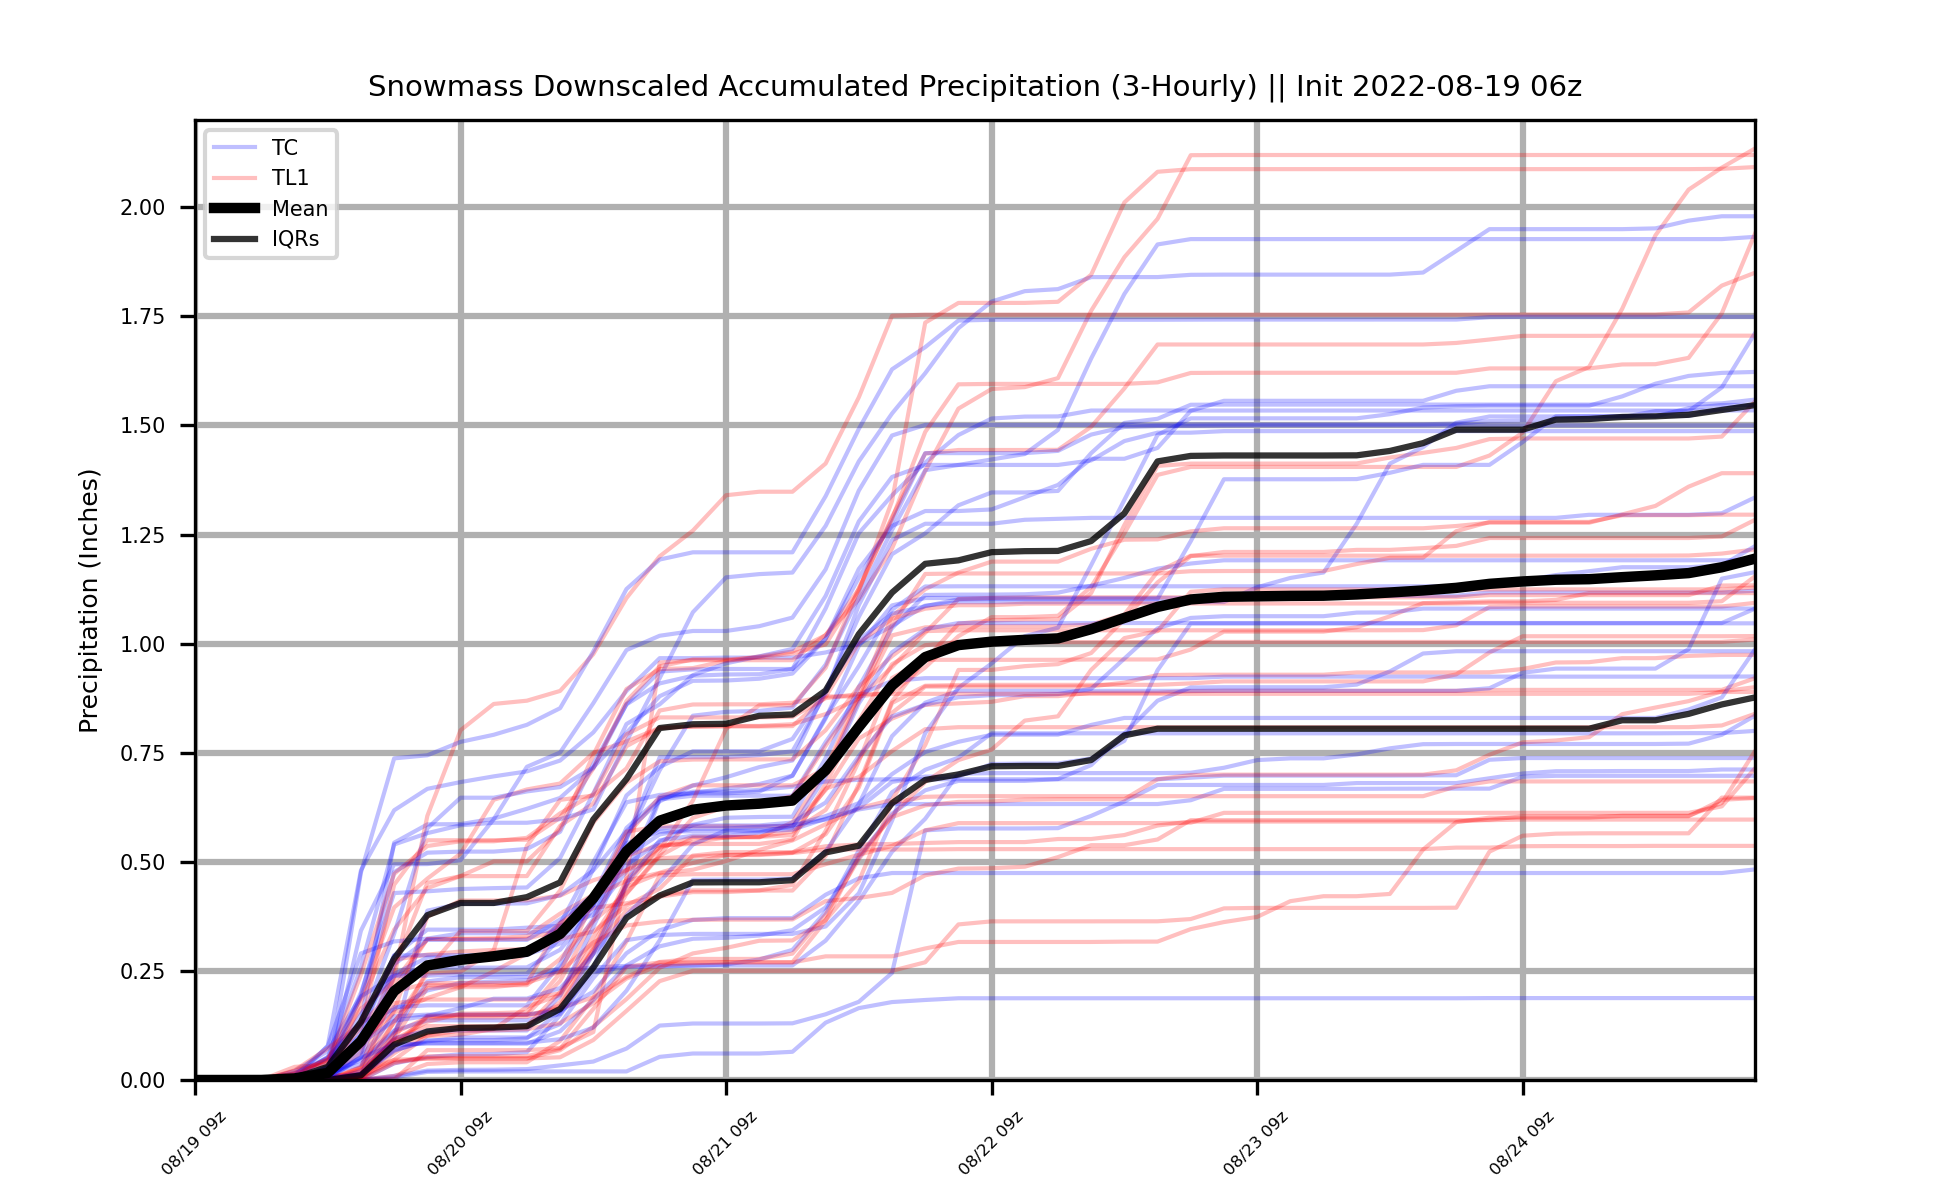 Snowmass Downscaled Accumulated Precipitation (3-Hourly) || Init 2022-08-19 06z
TC
TL1
Mean
IQRs
Precipitation (Inches)
2.00
1.75
1.50
1.25
1.00
0.75
0.50
0.25
0.00
08/19 09z
08/20 09z
08/21 09z
08/22 09z
08/23 09z
08/24 09z